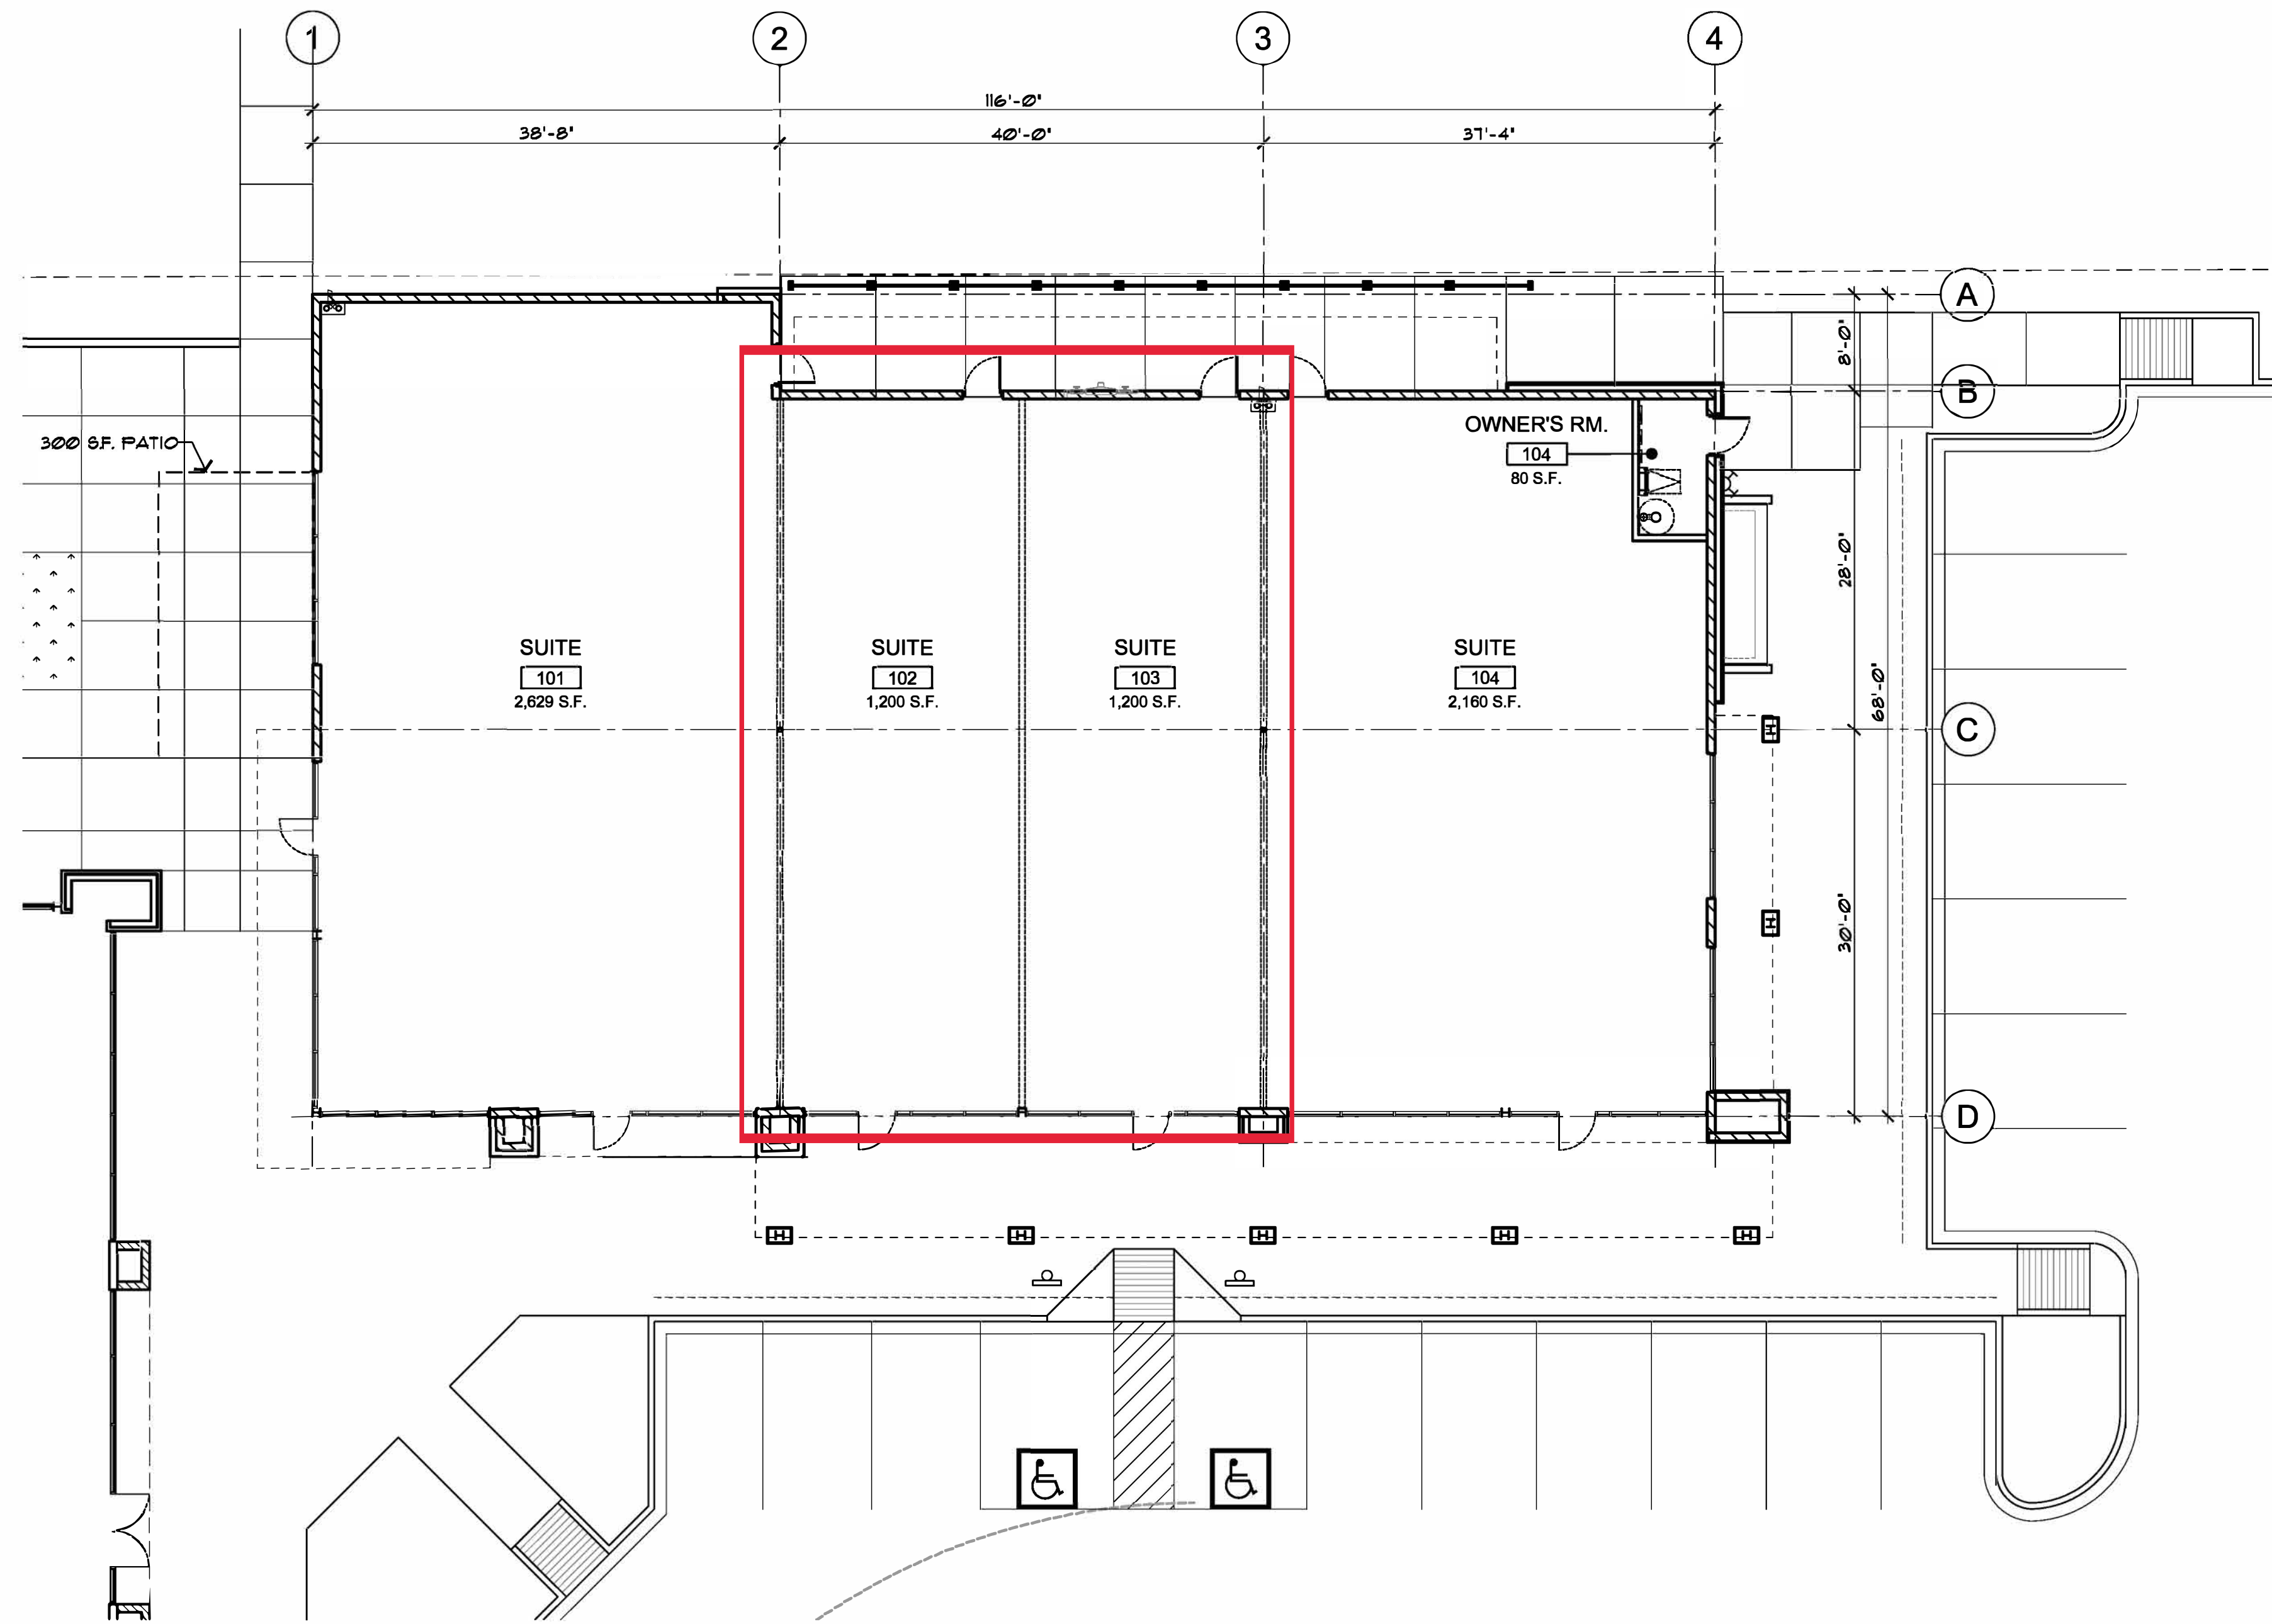 1 2 3 4
116'-0"
38'-8" 40'-0" 37'-4"
A
8'-0"
B
300 S.F. PATIO
OWNER'S RM.
104
80 S.F.
28'-0"
SUITE SUITE SUITE SUITE
101 102 103 104
2,629 S.F. 1,200 S.F. 1,200 S.F. 2,160 S.F.
68'-0"
C
30'-0"
D
H
H
H H H H H